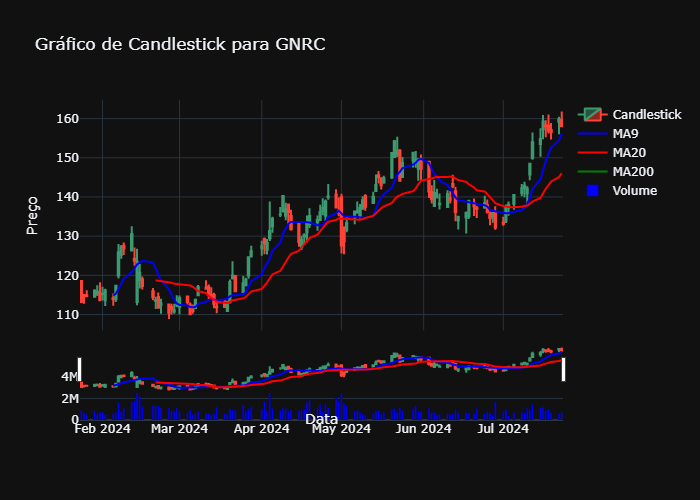 Gráfico de Candlestick para GNRC
Preço
160
150
140
130
120
110
4M
2M
0
Feb 2024
Mar 2024
Apr 2024
May 2024
Jun 2024
Jul 2024
Data
Candlestick
MA9
MA20
MA200
Volume